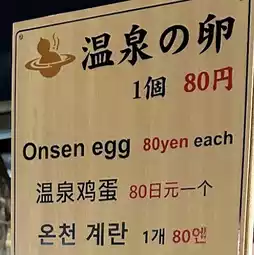 温泉の卵
1個 80円
Onsen egg 80yen each
温泉鸡蛋 80日元一个
온천 계란 1개 80엔